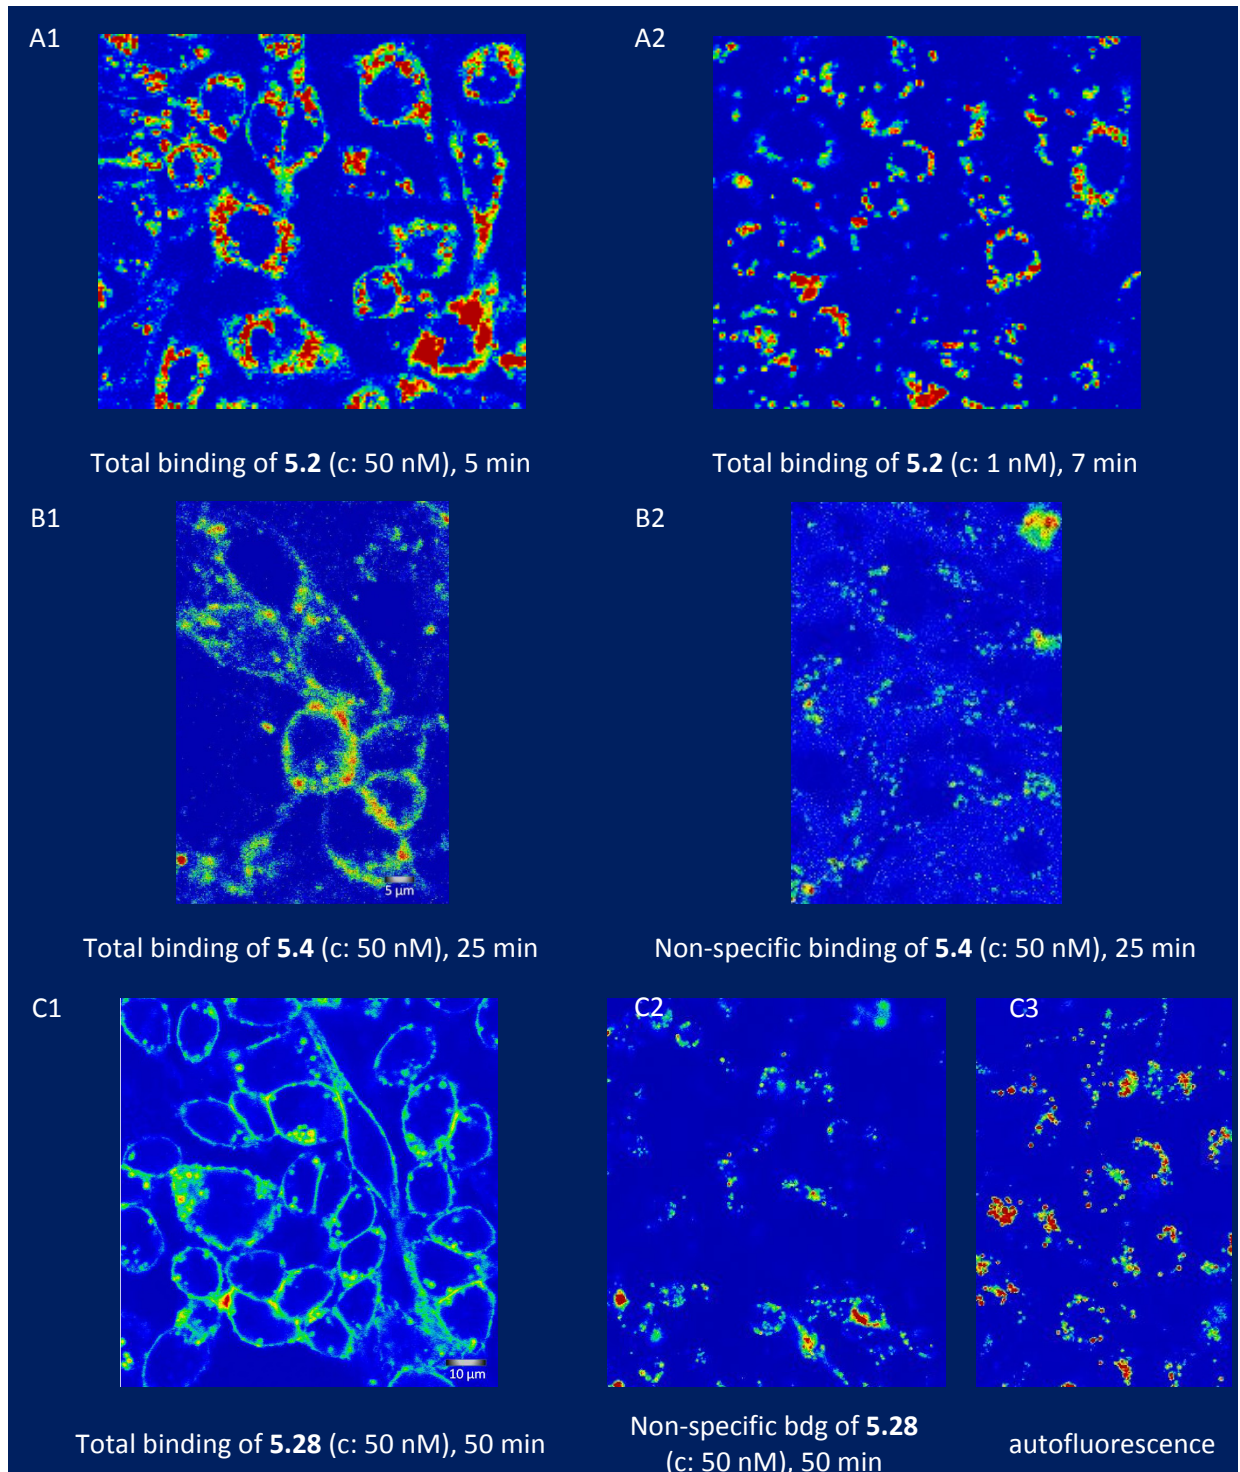 A1
A2
Total binding of 5.2 (c: 50 nM), 5 min
Total binding of 5.2 (c: 1 nM), 7 min
B1
B2
5 µm
Total binding of 5.4 (c: 50 nM), 25 min
Non-specific binding of 5.4 (c: 50 nM), 25 min
C1
C2
C3
10 µm
Total binding of 5.28 (c: 50 nM), 50 min
Non-specific bdg of 5.28
(c: 50 nM), 50 min
autofluorescence